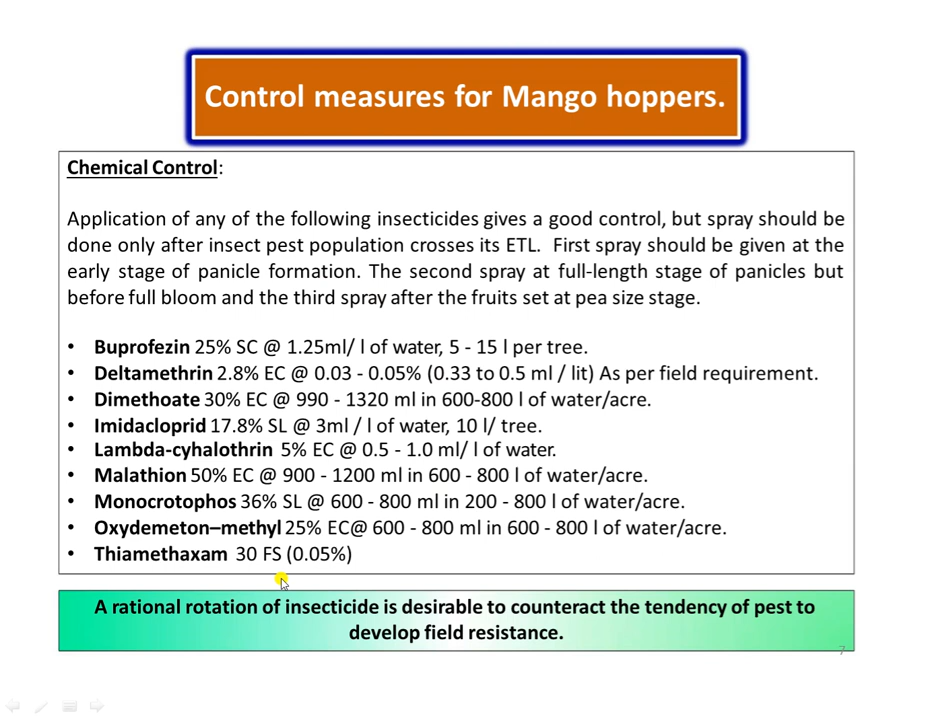 Control measures for Mango hoppers.
Chemical Control:
Application of any of the following insecticides gives a good control, but spray should be
done only after insect pest population crosses its ETL. First spray should be given at the
early stage of panicle formation. The second spray at full-length stage of panicles but
before full bloom and the third spray after the fruits set at pea size stage.
• Buprofezin 25% SC @ 1.25ml/ l of water, 5 - 15 l per tree.
• Deltamethrin 2.8% EC @ 0.03 - 0.05% (0.33 to 0.5 ml / lit) As per field requirement.
• Dimethoate 30% EC @ 990 - 1320 ml in 600-800 l of water/acre.
• Imidacloprid 17.8% SL @ 3ml / l of water, 10 l/ tree.
• Lambda-cyhalothrin 5% EC @ 0.5 - 1.0 ml/ l of water.
• Malathion 50% EC @ 900 - 1200 ml in 600 - 800 l of water/acre.
• Monocrotophos 36% SL @ 600 - 800 ml in 200 - 800 l of water/acre.
• Oxydemeton–methyl 25% EC@ 600 - 800 ml in 600 - 800 l of water/acre.
• Thiamethaxam 30 FS (0.05%)
A rational rotation of insecticide is desirable to counteract the tendency of pest to
develop field resistance.
7